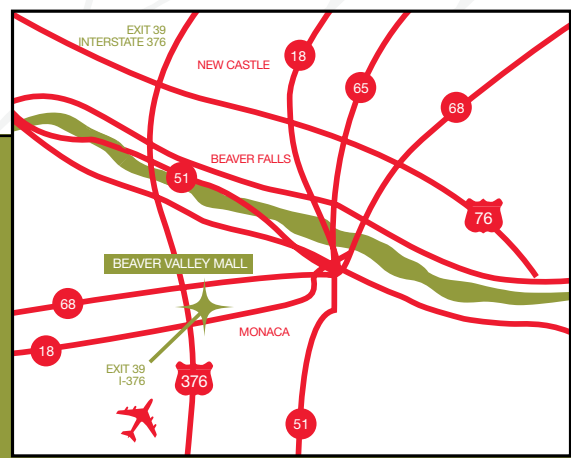 EXIT 39
INTERSTATE 376
18
NEW CASTLE
65
68
BEAVER FALLS
51
76
BEAVER VALLEY MALL
68
MONACA
18
EXIT 39
I-376
376
51